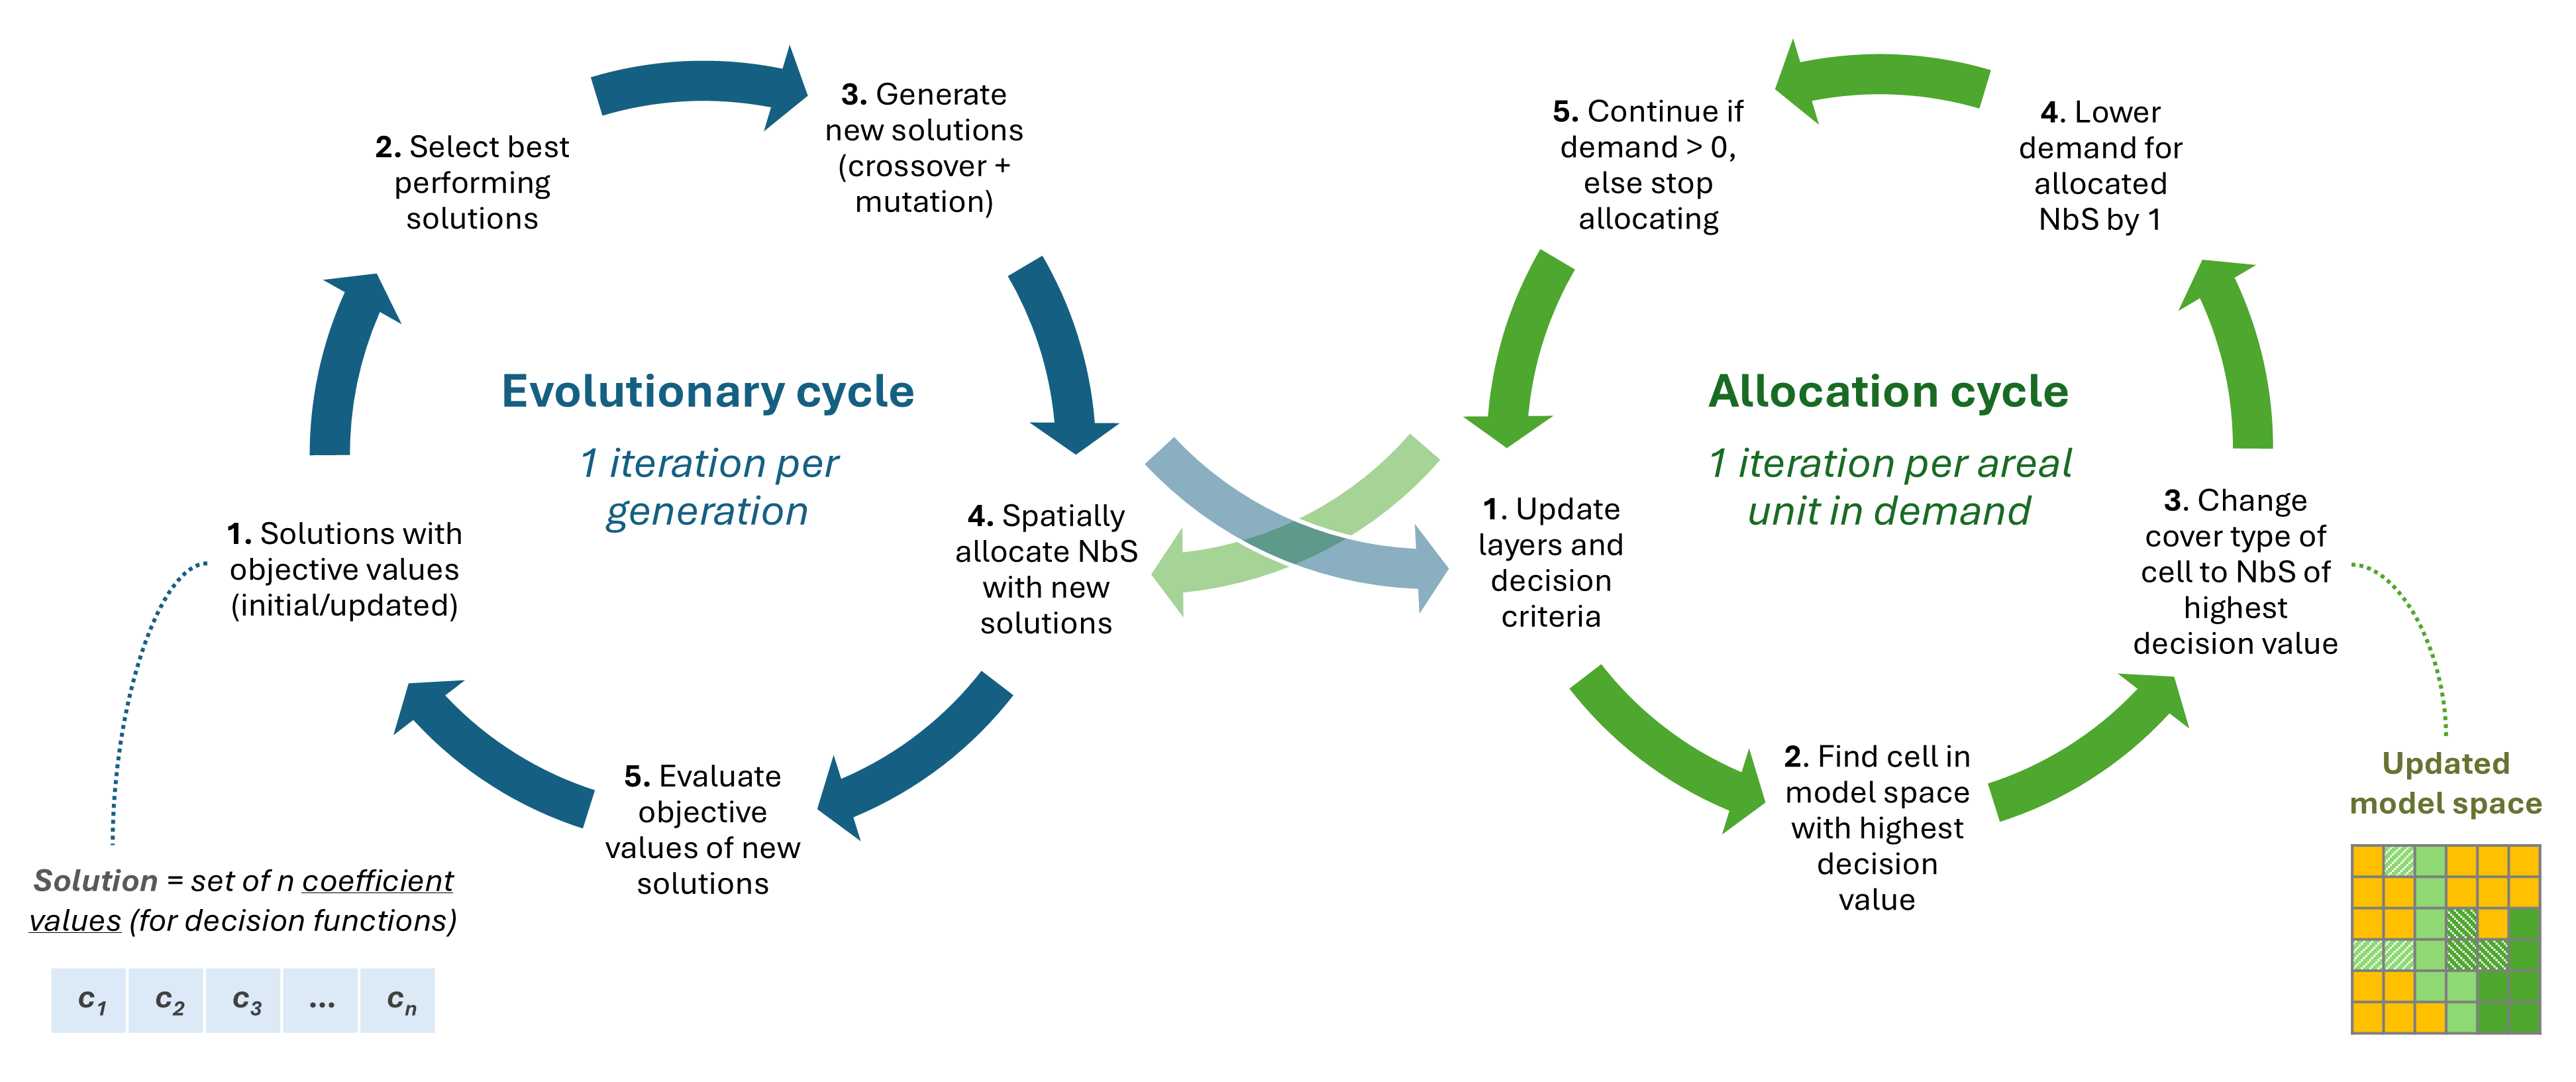 Evolutionary cycle
1 iteration per
generation
1. Solutions with
objective values
(initial/updated)
2. Select best
performing
solutions
3. Generate
new solutions
(crossover +
mutation)
4. Spatially
allocate NbS
with new
solutions
5. Evaluate
objective
values of new
solutions
Solution = set of n coefficient
values (for decision functions)
c1 c2 c3 ... cn
Allocation cycle
1 iteration per areal
unit in demand
1. Update
layers and
decision
criteria
2. Find cell in
model space
with highest
decision
value
3. Change
cover type of
cell to NbS of
highest
decision value
4. Lower
demand for
allocated
NbS by 1
5. Continue if
demand > 0,
else stop
allocating
Updated
model space